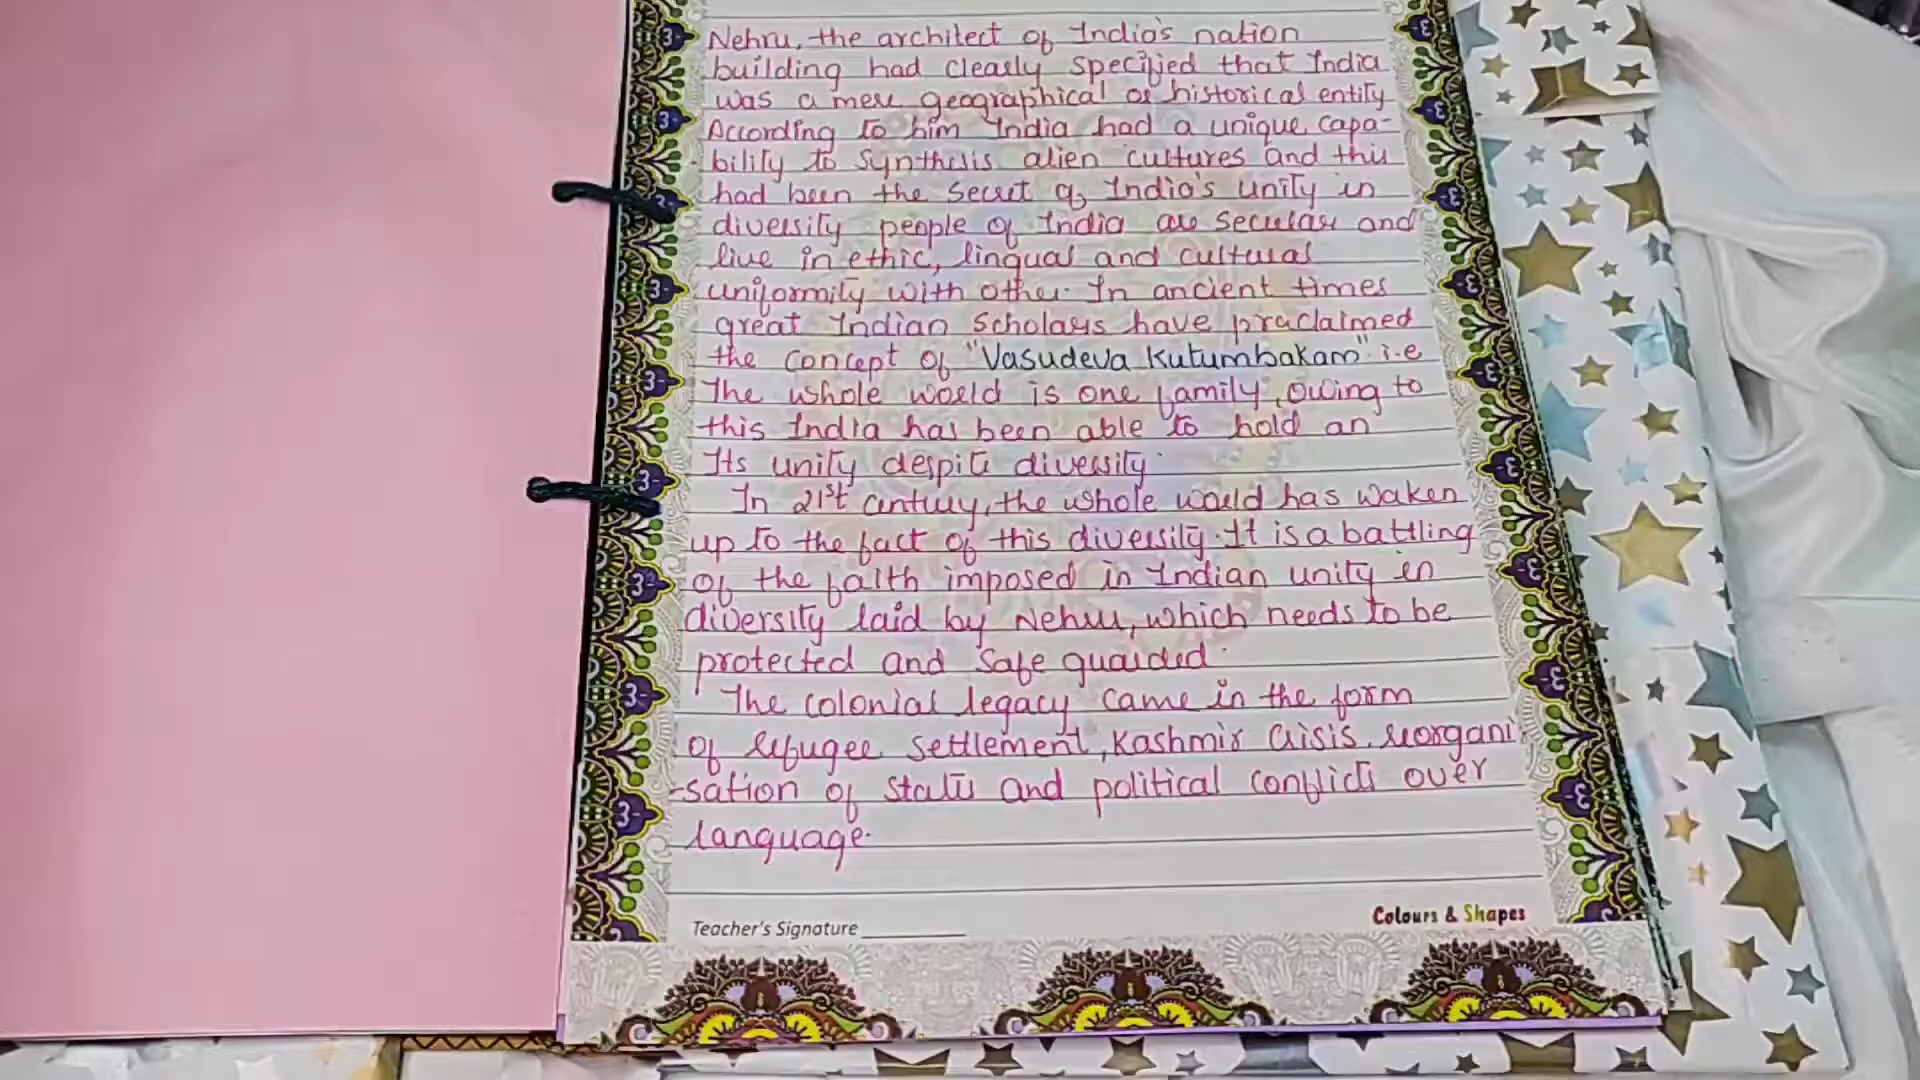 Nehru, the architect of India's nation
building had clearly specified that India
was a mere geographical or historical entity
According to him India had a unique capa-
bility to synthesis alien cultures and this
had been the secret of India's unity in
diversity people of India are secular and
live in ethic, lingual and cultural
uniformity with other. In ancient times
great Indian Scholars have praclaimed
the concept of "Vasudeva Kutumbakam" i.e
The whole world is one family, owing to
this India has been able to hold an
Its unity despite diversity.
In 21st century, the whole world has waken
up to the fact of this diversity. It is a battling
of the faith imposed in Indian unity in
diversity laid by Nehru, which needs to be
protected and safe guarded.
The colonial legacy came in the form
of refugee settlement, Kashmir Crisis, reorgani
-sation of states and political conflicts over
language.
Teacher's Signature
Colours & Shapes